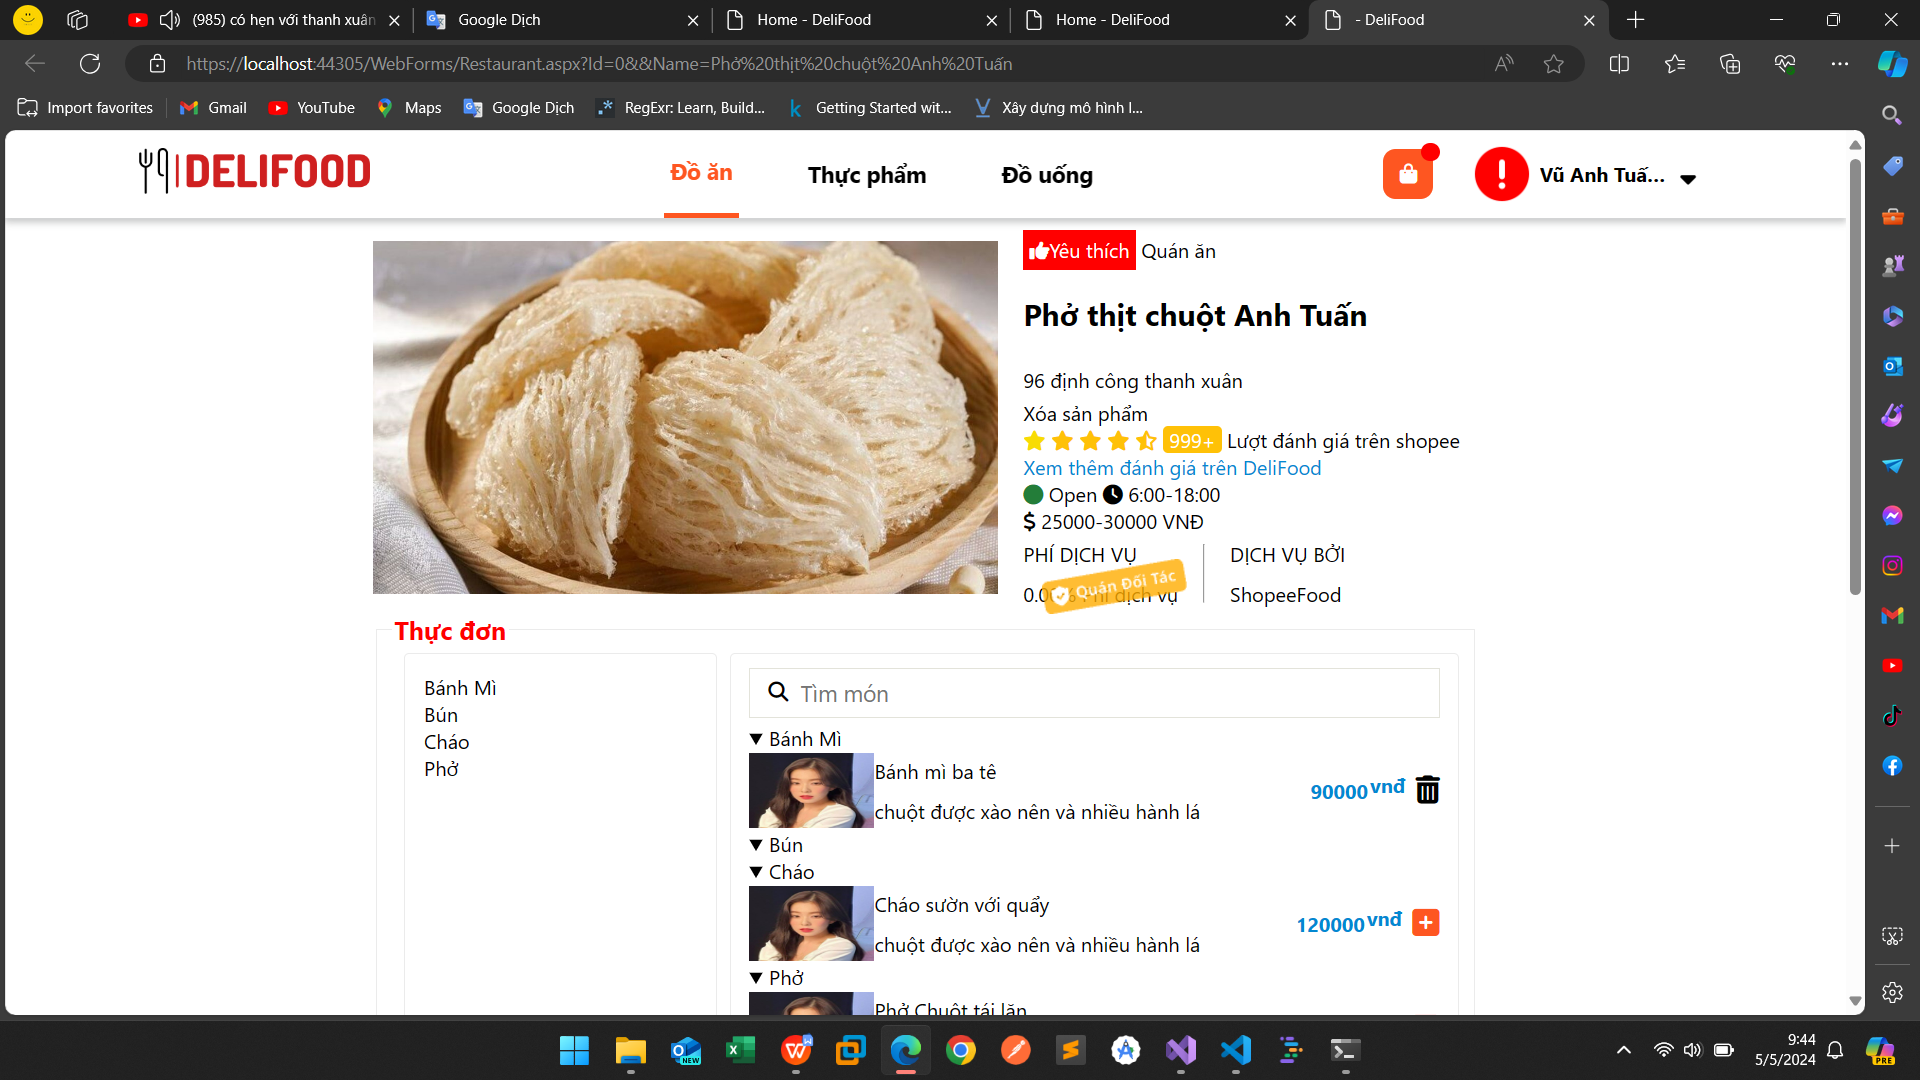 (985) có hẹn với thanh xuân
Google Dịch
Home - DeliFood
Home - DeliFood
- DeliFood
https://localhost:44305/WebForms/Restaurant.aspx?Id=0&&Name=Phở%20thịt%20chuột%20Anh%20Tuấn
Import favorites
Gmail
YouTube
Maps
Google Dịch
RegExr: Learn, Build...
Getting Started wit...
Xây dựng mô hình l...
DELIFOOD
Đồ ăn
Thực phẩm
Đồ uống
Vũ Anh Tuấ...
Yêu thích Quán ăn
Phở thịt chuột Anh Tuấn
96 định công thanh xuân
Xóa sản phẩm
999+ Lượt đánh giá trên shopee
Xem thêm đánh giá trên DeliFood
Open 6:00-18:00
$ 25000-30000 VNĐ
PHÍ DỊCH VỤ
DỊCH VỤ BỞI
Quán Đối Tác
dịch vụ
ShopeeFood
Thực đơn
Bánh Mì
Bún
Cháo
Phở
Tìm món
Bánh Mì
Bánh mì ba tê
chuột được xào nên và nhiều hành lá
90000vnđ
Bún
Cháo
Cháo sườn với quẩy
chuột được xào nên và nhiều hành lá
120000vnđ
Phở
Phở Chuột tái lăn
NEW
9:44
5/5/2024
PRE